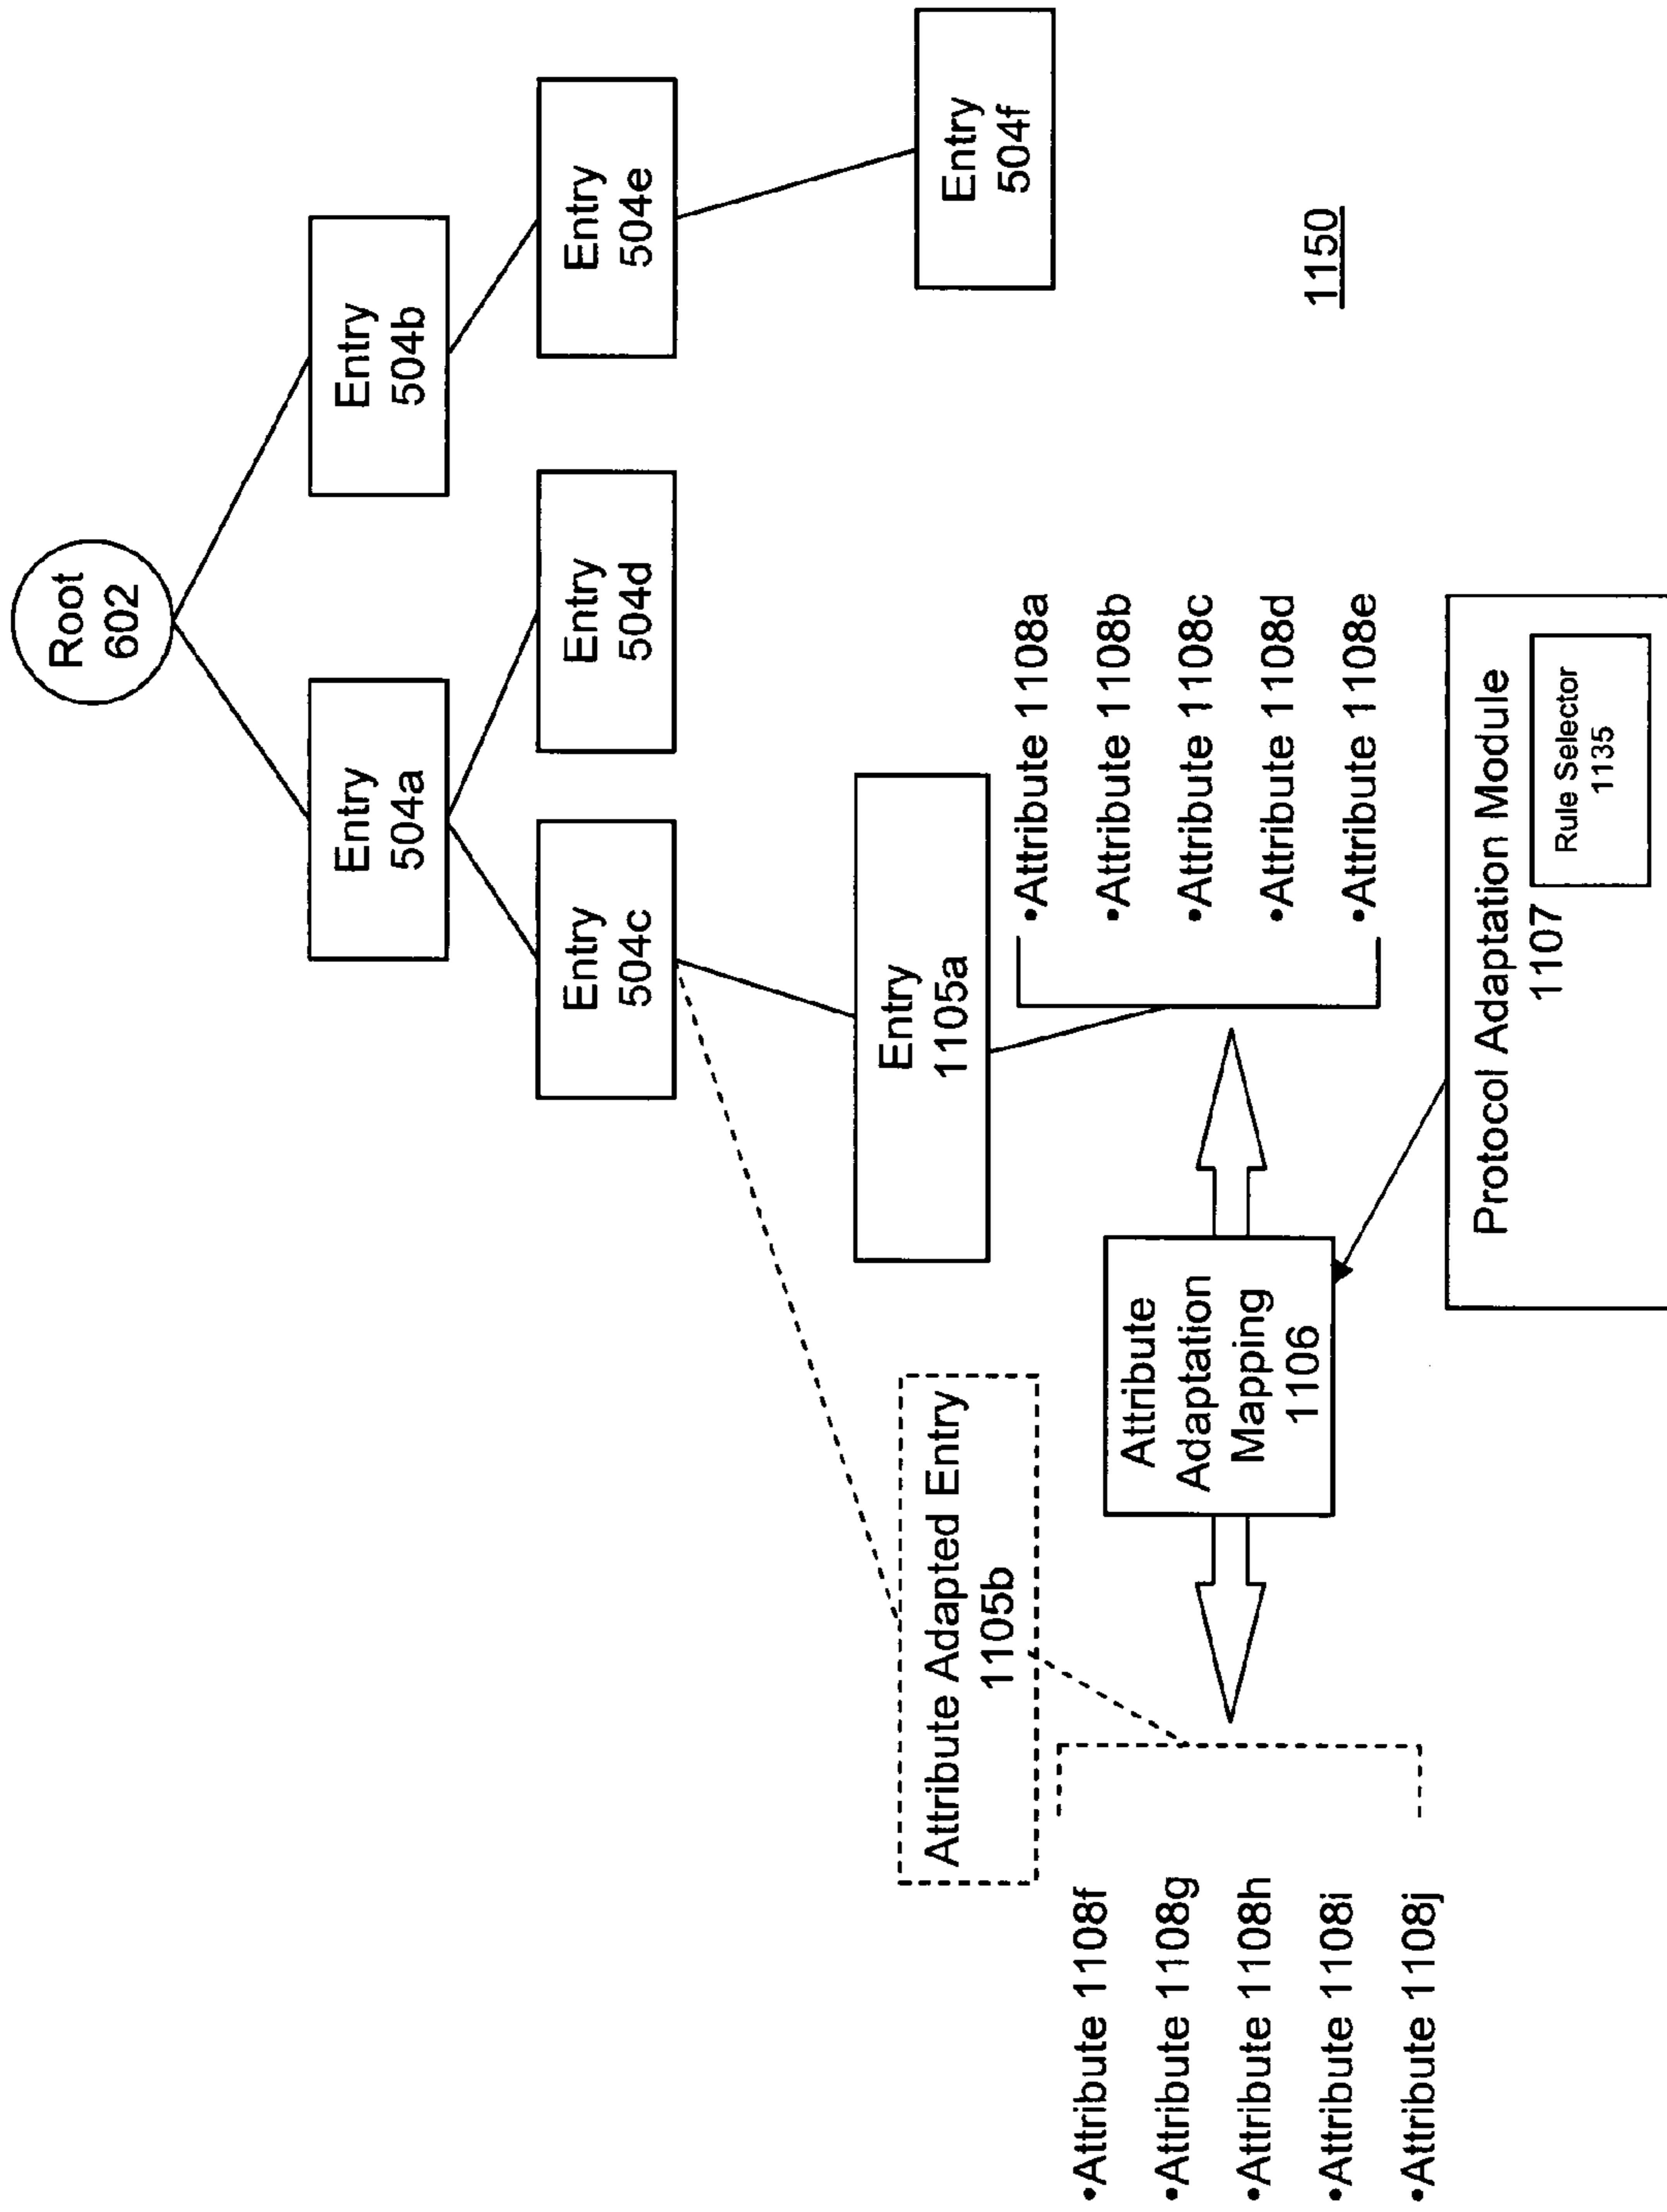 Root
602
Entry
504a
Entry
504b
Entry
504c
Entry
504d
Entry
504e
Entry
1105a
Entry
504f
Attribute Adapted Entry
1105b
•Attribute 1108f
•Attribute 1108g
•Attribute 1108h
•Attribute 1108i
•Attribute 1108j
Attribute
Adaptation
Mapping
1106
•Attribute 1108a
•Attribute 1108b
•Attribute 1108c
•Attribute 1108d
•Attribute 1108e
Protocol Adaptation Module
1107
Rule Selector
1135
1150